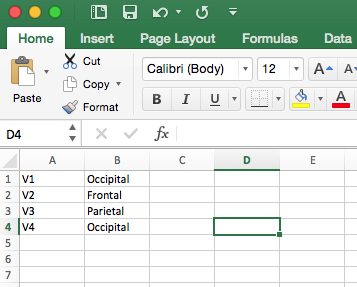 Home Insert Page Layout Formulas Data
Paste Cut Calibri (Body) 12 A A
Copy
Format B I U A
D4 fx
A B C D E
1 V1 Occipital
2 V2 Frontal
3 V3 Parietal
4 V4 Occipital
5
6
7